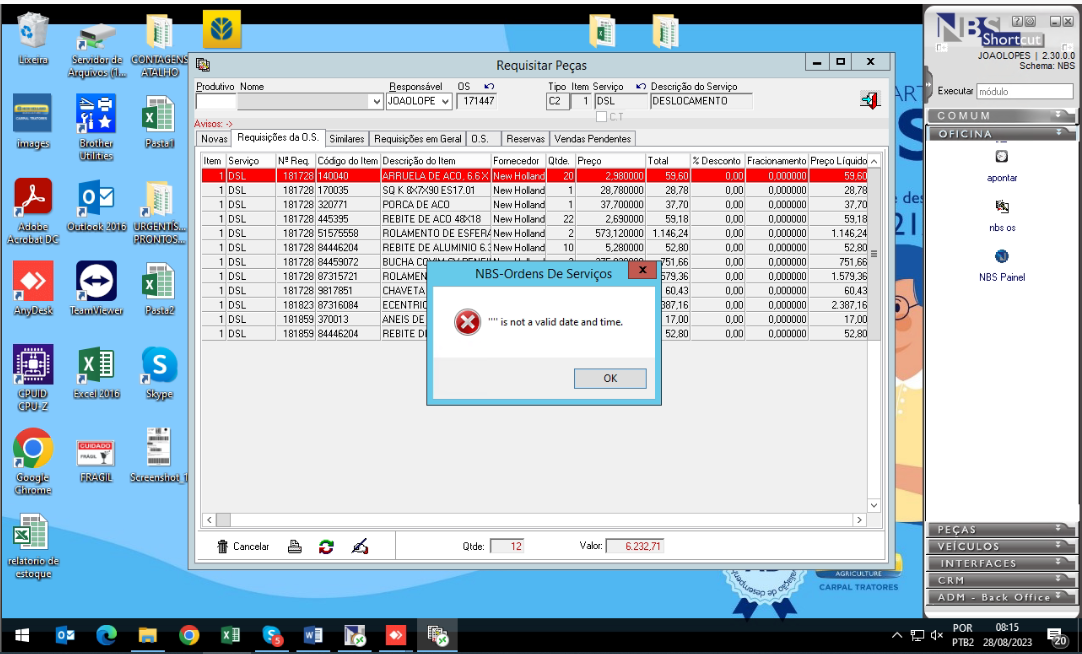 Lixeira
Servidor de
Arquivos (\\...
CONTAGENS
ATALHO
images
Brother
Utilities
Pasta1
Adobe
Acrobat DC
Outlook 2016
URGENTÍS...
PRONTOS...
AnyDesk
TeamViewer
Pasta2
CPUID
CPU-Z
Excel 2016
Skype
Google
Chrome
CUIDADO
FRÁGIL
FRAGIL
Screenshot_1
relatorio de
estoque
Requisitar Peças
Produtivo Nome Responsável OS Tipo Item Serviço Descrição do Serviço
JOAOLOPE 171447 C2 1 DSL DESLOCAMENTO
C.T
Avisos: ->
Novas Requisições da O.S. Similares Requisições em Geral O.S. Reservas Vendas Pendentes
Item Serviço Nº Req. Código do Item Descrição do Item Fornecedor Qtde. Preço Total % Desconto Fracionamento Preço Líquido
1 DSL 181728 140040 ARRUELA DE ACO, 6.6 X New Holland 20 2,980000 59,60 0,00 0,000000 59,60
1 DSL 181728 170035 SQ K 8X7X90 ES17.01 New Holland 1 28,780000 28,78 0,00 0,000000 28,78
1 DSL 181728 320771 PORCA DE ACO New Holland 1 37,700000 37,70 0,00 0,000000 37,70
1 DSL 181728 445395 REBITE DE ACO 48X18 New Holland 22 2,690000 59,18 0,00 0,000000 59,18
1 DSL 181728 51575558 ROLAMENTO DE ESFERA New Holland 2 573,120000 1.146,24 0,00 0,000000 1.146,24
1 DSL 181728 84446204 REBITE DE ALUMINIO 6.3 New Holland 10 5,280000 52,80 0,00 0,000000 52,80
1 DSL 181728 84459072 BUCHA 751,66 0,00 0,000000 751,66
1 DSL 181728 87315721 ROLAMEN 579,36 0,00 0,000000 1.579,36
1 DSL 181728 9817851 CHAVETA 60,43 0,00 0,000000 60,43
1 DSL 181823 87316084 ECENTRIC 387,16 0,00 0,000000 2.387,16
1 DSL 181859 370013 ANEIS DE 17,00 0,00 0,000000 17,00
1 DSL 181859 84446204 REBITE DE 52,80 0,00 0,000000 52,80
NBS-Ordens De Serviços x
"" is not a valid date and time.
OK
Cancelar Qtde: 12 Valor: 6.232,71
AGRICULTURE
CARPAL TRATORES
NBS
Shortcut
JOAOLOPES | 2.30.0.0
Schema: NBS
Executar módulo
COMUM
OFICINA
apontar
nbs os
NBS Painel
PEÇAS
VEÍCULOS
INTERFACES
CRM
ADM - Back Office
POR 08:15
PTB2 28/08/2023 20